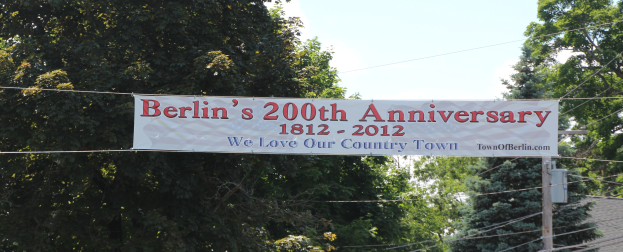 Berlin's 200th Anniversary
1812 - 2012
We Love Our Country Town
TownOfBerlin.com